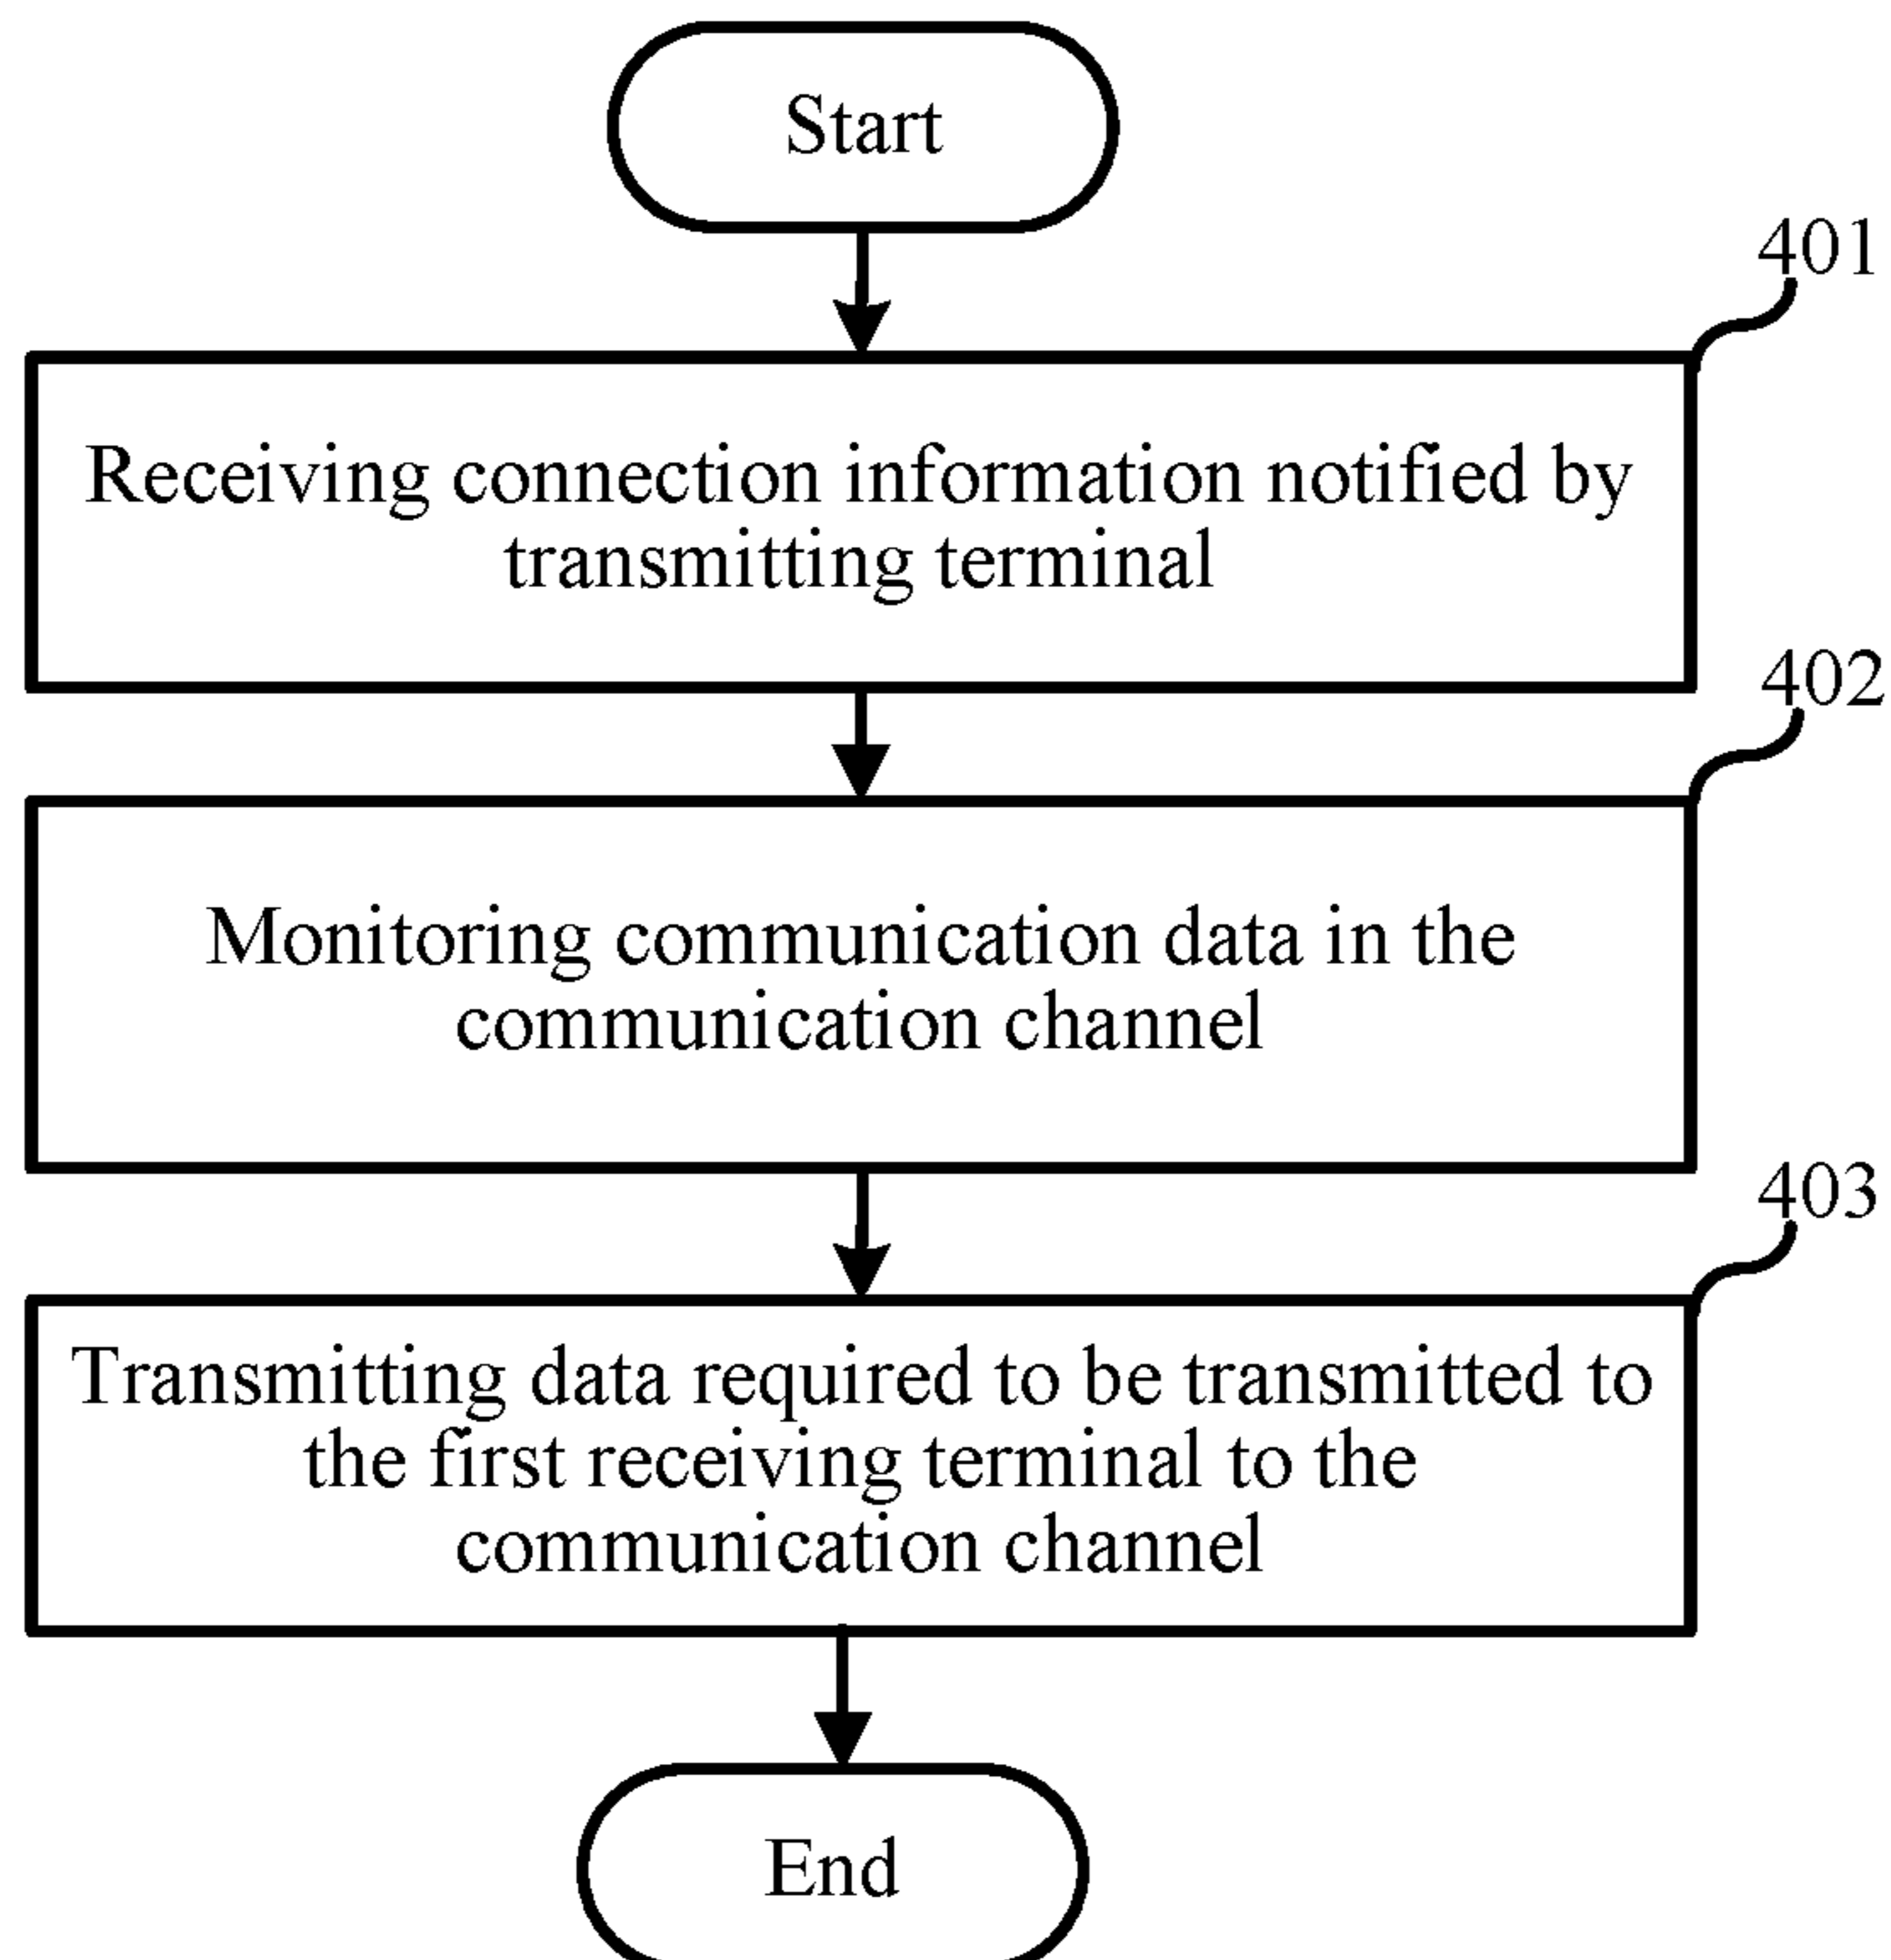 Start
401
Receiving connection information notified by
transmitting terminal
402
Monitoring communication data in the
communication channel
403
Transmitting data required to be transmitted to
the first receiving terminal to the
communication channel
End